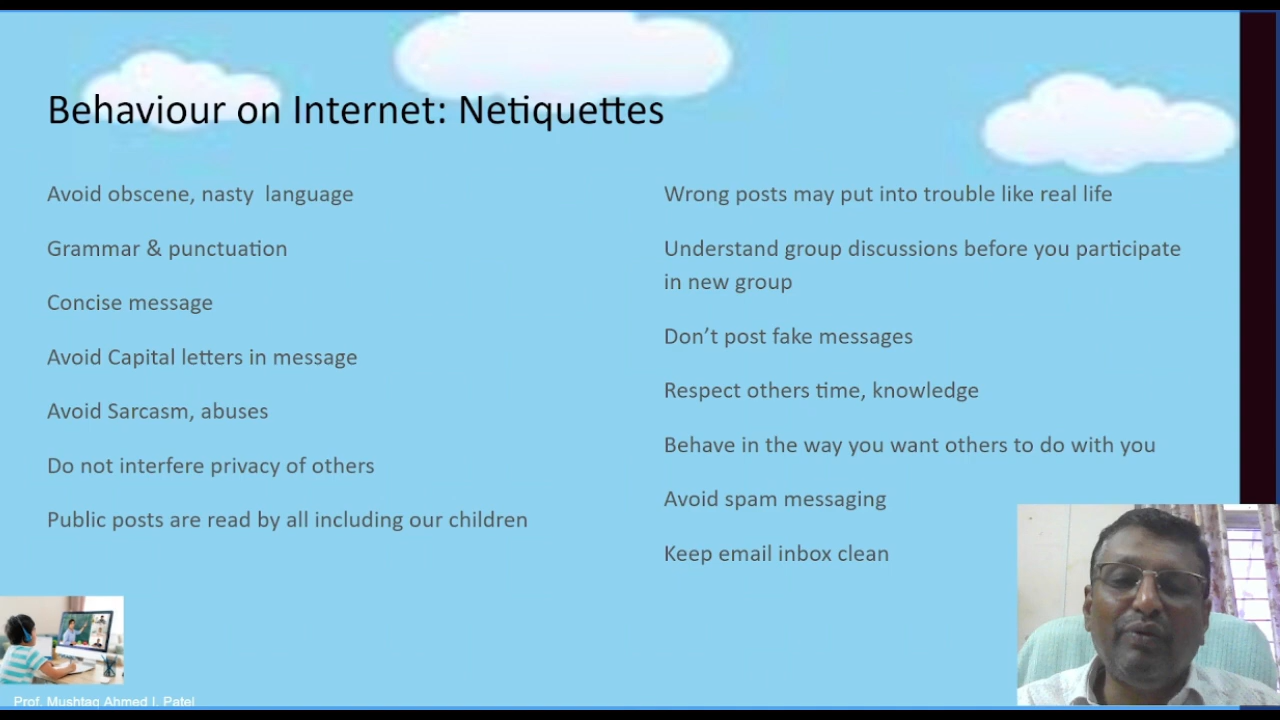 Behaviour on Internet: Netiquettes
Avoid obscene, nasty  language
Grammar & punctuation
Concise message
Avoid Capital letters in message
Avoid Sarcasm, abuses
Do not interfere privacy of others
Public posts are read by all including our children
Wrong posts may put into trouble like real life
Understand group discussions before you participate
in new group
Don’t post fake messages
Respect others time, knowledge
Behave in the way you want others to do with you
Avoid spam messaging
Keep email inbox clean
Prof. Mushtaq Ahmed I. Patel